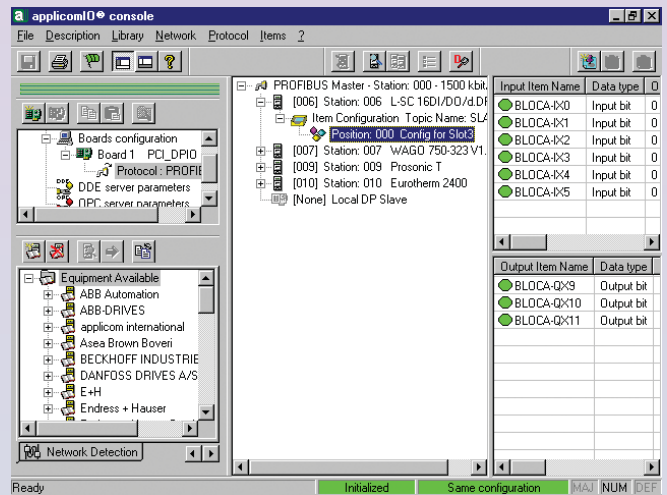 applicomIO® console
File Description Library Network Protocol Items ?
Boards configuration
Board 1 PCI_DPIO
Protocol : PROFIE
DDE server parameters
OPC server parameters
Equipment Available
ABB Automation
ABB-DRIVES
applicom international
Asea Brown Boveri
BECKHOFF INDUSTRIE
DANFOSS DRIVES A/S
E+H
Endress + Hauser
Network Detection
PROFIBUS Master - Station: 000 - 1500 kbit/
[006] Station: 006 L-SC 16DI/DO/d.DF
Item Configuration Topic Name: SLA
Position: 000 Config for Slot3
[007] Station: 007 WAGO 750-323 V1.
[009] Station: 009 Prosonic T
[010] Station: 010 Eurotherm 2400
[None] Local DP Slave
Input Item Name Data type O
BLOCA-IX0 Input bit 0
BLOCA-IX1 Input bit 0
BLOCA-IX2 Input bit 0
BLOCA-IX3 Input bit 0
BLOCA-IX4 Input bit 0
BLOCA-IX5 Input bit 0
Output Item Name Data type
BLOCA-QX9 Output bit
BLOCA-QX10 Output bit
BLOCA-QX11 Output bit
Ready Initialized Same configuration MAJ NUM DEF